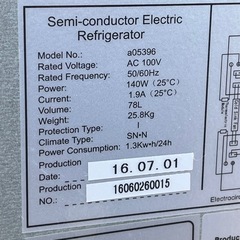 Semi-conductor Electric
Refrigerator
Model No.: a05396
Rated Voltage: AC 100V
Rated Frequency: 50/60Hz
Power: 140W (25°C)
Current: 1.9A (25°C)
Volume: 78L
Weight: 25.8Kg
Protection: I
Climate Type: SN•N
Power Consumption: 1.3Kw•h/24h
Production Date: 16.07.01
Production NO.: 16060260015
Electrocircu